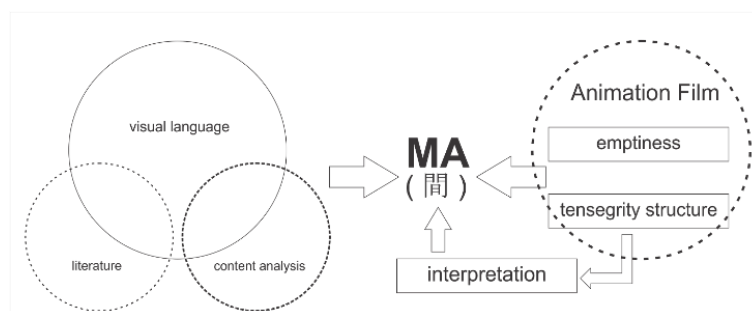 visual language
literature
content analysis
MA
(間)
Animation Film
emptiness
tensegrity structure
interpretation